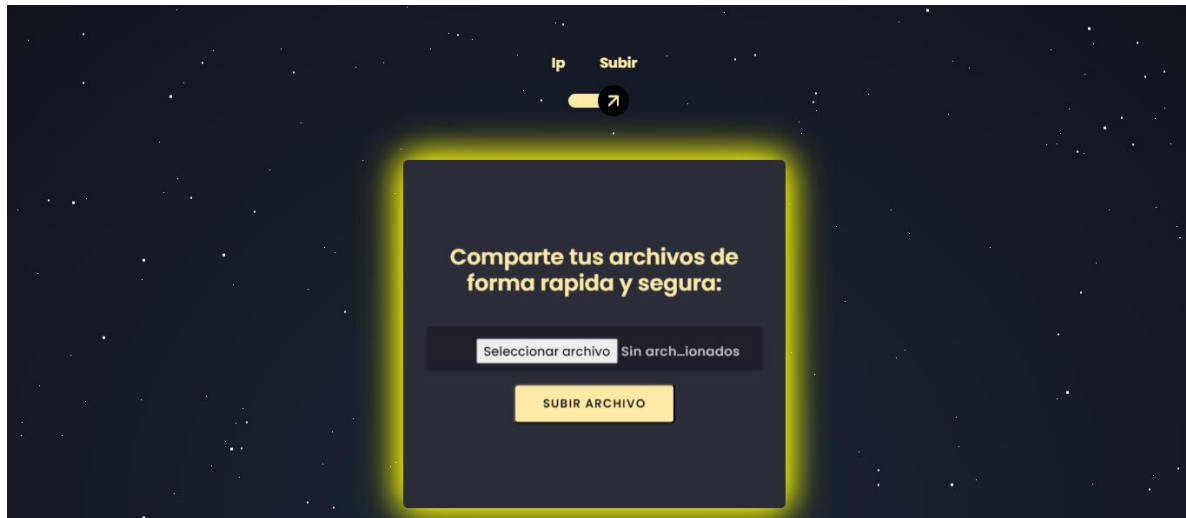 Ip Subir
Comparte tus archivos de
forma rapida y segura:
Seleccionar archivo Sin arch…ionados
SUBIR ARCHIVO